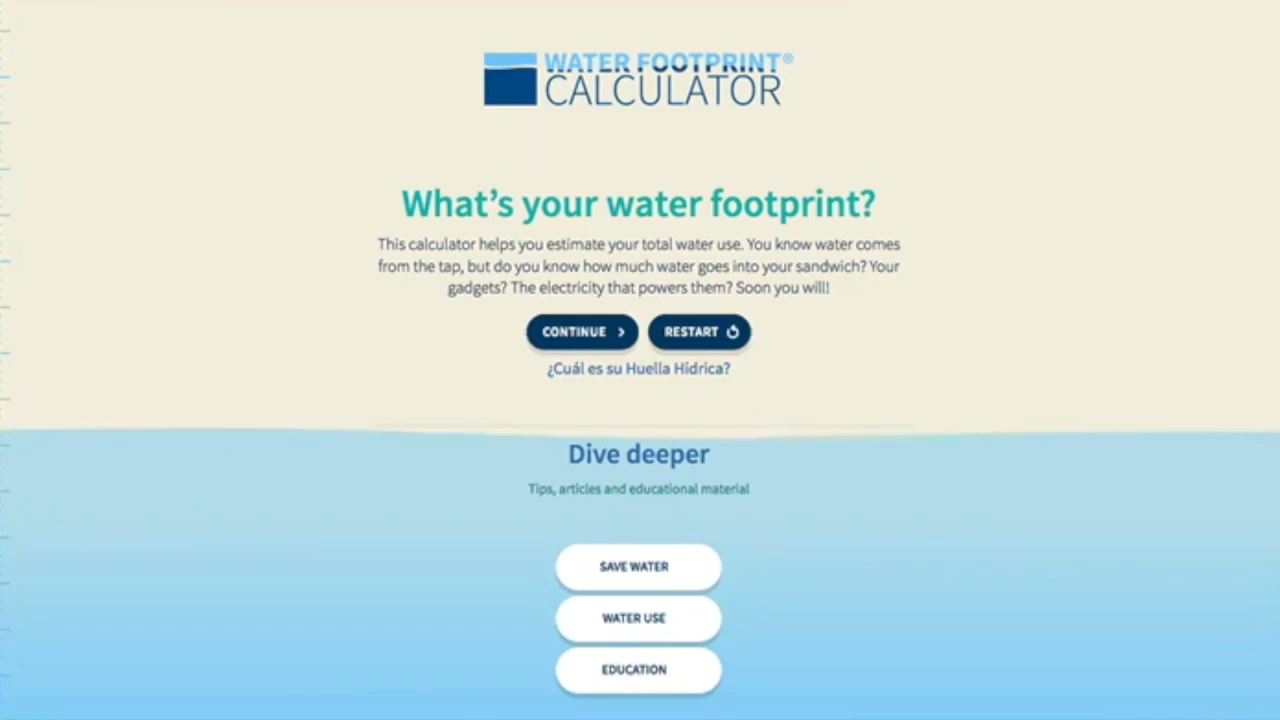 WATER FOOTPRINT®
CALCULATOR
What's your water footprint?
This calculator helps you estimate your total water use. You know water comes
from the tap, but do you know how much water goes into your sandwich? Your
gadgets? The electricity that powers them? Soon you will!
CONTINUE RESTART
¿Cuál es su Huella Hídrica?
Dive deeper
Tips, articles and educational material
SAVE WATER
WATER USE
EDUCATION